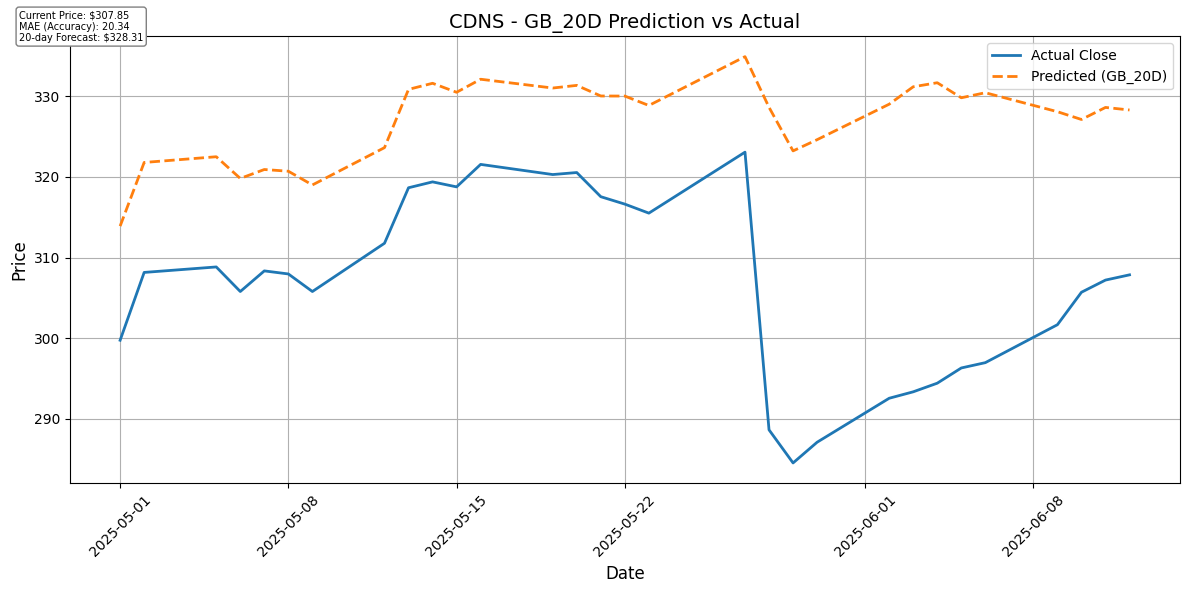 CDNS - GB_20D Prediction vs Actual
Current Price: $307.85
MAE (Accuracy): 20.34
20-day Forecast: $328.31
Actual Close
Predicted (GB_20D)
330
320
310
300
290
Price
2025-05-01
2025-05-08
2025-05-15
2025-05-22
2025-06-01
2025-06-08
Date